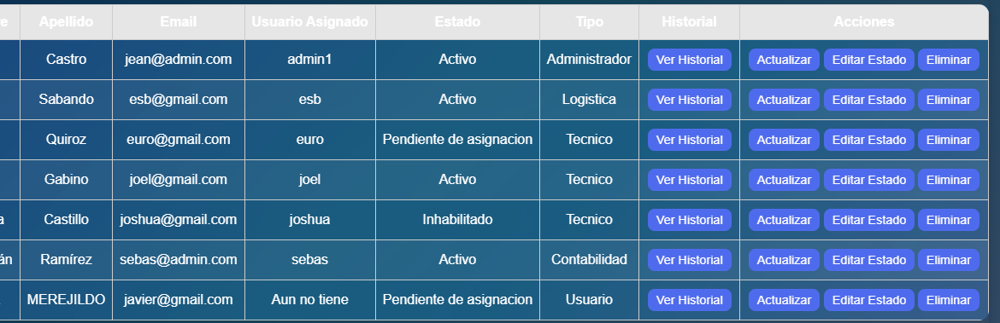 Apellido Email Usuario Asignado Estado Tipo Historial Acciones
Castro jean@admin.com admin1 Activo Administrador Ver Historial Actualizar Editar Estado Eliminar
Sabando esb@gmail.com esb Activo Logistica Ver Historial Actualizar Editar Estado Eliminar
Quiroz euro@gmail.com euro Pendiente de asignacion Tecnico Ver Historial Actualizar Editar Estado Eliminar
Gabino joel@gmail.com joel Activo Tecnico Ver Historial Actualizar Editar Estado Eliminar
Castillo joshua@gmail.com joshua Inhabilitado Tecnico Ver Historial Actualizar Editar Estado Eliminar
Ramírez sebas@admin.com sebas Activo Contabilidad Ver Historial Actualizar Editar Estado Eliminar
MEREJILDO javier@gmail.com Aun no tiene Pendiente de asignacion Usuario Ver Historial Actualizar Editar Estado Eliminar